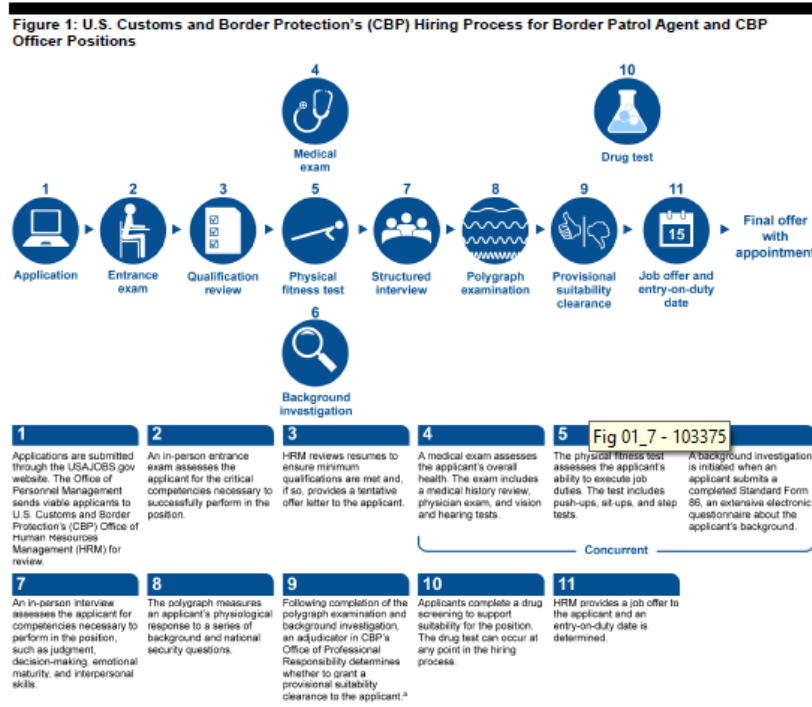 Figure 1: U.S. Customs and Border Protection's (CBP) Hiring Process for Border Patrol Agent and CBP
Officer Positions
4
Medical
exam
10
Drug test
1
Application
2
Entrance
exam
3
Qualification
review
5
Physical
fitness test
7
Structured
interview
8
Polygraph
examination
9
Provisional
suitability
clearance
11
15
Job offer and
entry-on-duty
date
Final offer
with
appointment
6
Background
investigation
1
Applications are submitted
through the USAJOBS.gov
website. The Office of
Personnel Management
sends viable applicants to
U.S. Customs and Border
Protection's (CBP) Office of
Human Resources
Management (HRM) for
review.
2
An in-person entrance
exam assesses the
applicant for the critical
competencies necessary to
successfully perform in the
position.
3
HRM reviews resumes to
ensure minimum
qualifications are met and,
if so, provides a tentative
offer letter to the applicant.
4
A medical exam assesses
the applicant's overall
health. The exam includes
a medical history review,
physician exam, and vision
and hearing tests.
5
The physical fitness test
assesses the applicant's
ability to execute job
duties. The test includes
push-ups, sit-ups, and step
tests.
Fig 01_7 - 103375
A background investigation
is initiated when an
applicant submits a
completed Standard Form
86, an extensive electronic
questionnaire about the
applicant's background.
Concurrent
7
An in-person interview
assesses the applicant for
competencies necessary to
perform in the position,
such as judgment,
decision-making, emotional
maturity, and interpersonal
skills.
8
The polygraph measures
an applicant's physiological
response to a series of
background and national
security questions.
9
Following completion of the
polygraph examination and
background investigation,
an adjudicator in CBP's
Office of Professional
Responsibility determines
whether to grant a
provisional suitability
clearance to the applicant.ª
10
Applicants complete a drug
screening to support
suitability for the position.
The drug test can occur at
any point in the hiring
process.
11
HRM provides a job offer to
the applicant and an
entry-on-duty date is
determined.